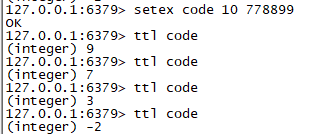 127.0.0.1:6379> setex code 10 778899
OK
127.0.0.1:6379> ttl code
(integer) 9
127.0.0.1:6379> ttl code
(integer) 7
127.0.0.1:6379> ttl code
(integer) 3
127.0.0.1:6379> ttl code
(integer) -2